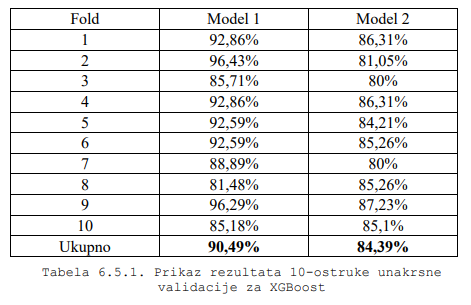 Fold Model 1 Model 2
1 92,86% 86,31%
2 96,43% 81,05%
3 85,71% 80%
4 92,86% 86,31%
5 92,59% 84,21%
6 92,59% 85,26%
7 88,89% 80%
8 81,48% 85,26%
9 96,29% 87,23%
10 85,18% 85,1%
Ukupno 90,49% 84,39%
Tabela 6.5.1. Prikaz rezultata 10-ostruke unakrsne
validacije za XGBoost